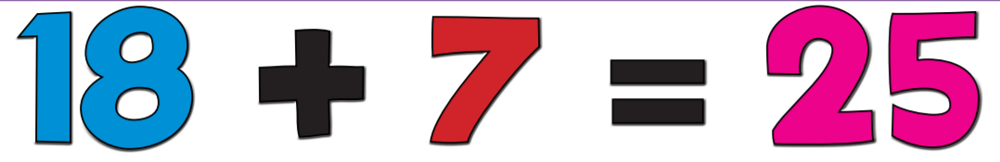 18 + 7 = 25